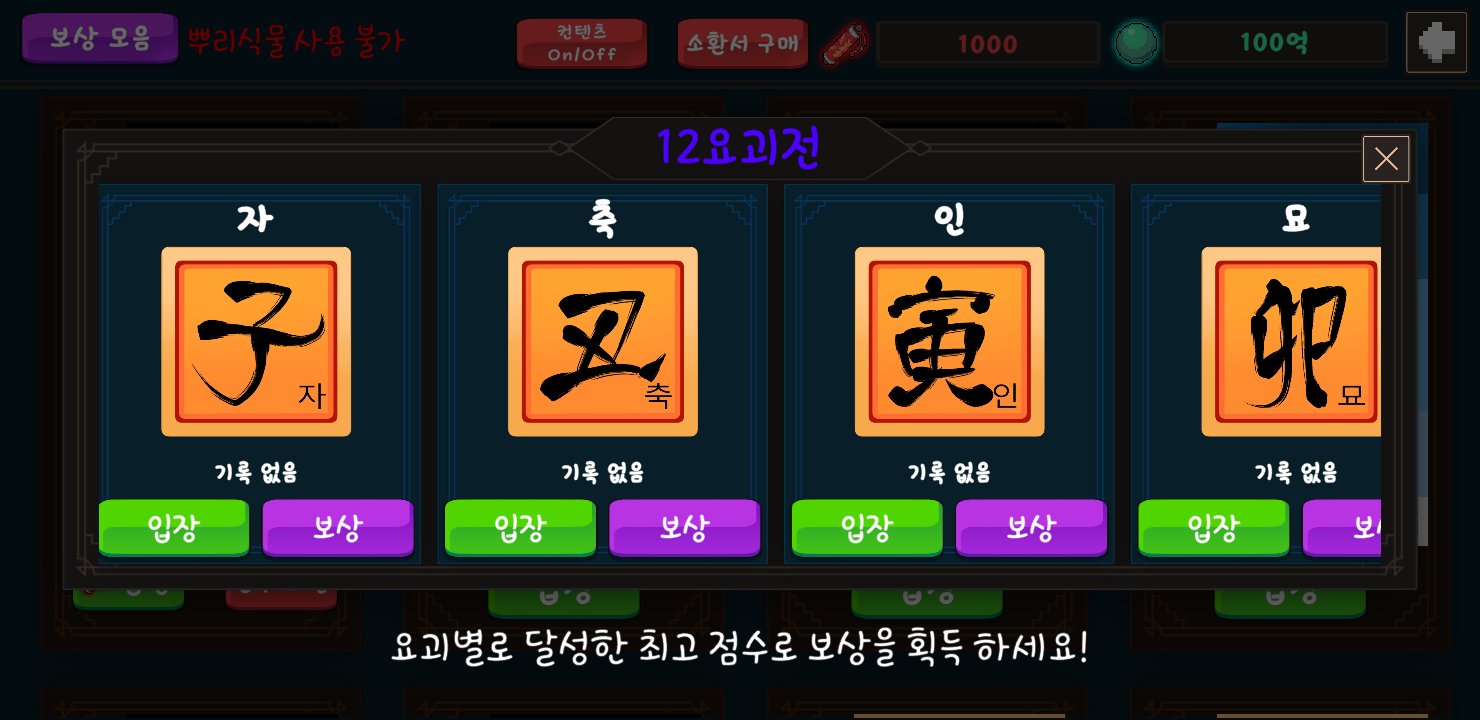 보상 모음
뿌리식물 사용 불가
컨텐츠
On/Off
소환서 구매
1000
100억
12요괴전
자
축
인
묘
子
자
丑
축
寅
인
卯
묘
기록 없음
기록 없음
기록 없음
기록 없음
입장
보상
입장
보상
입장
보상
입장
요괴별로 달성한 최고 점수로 보상을 획득 하세요!